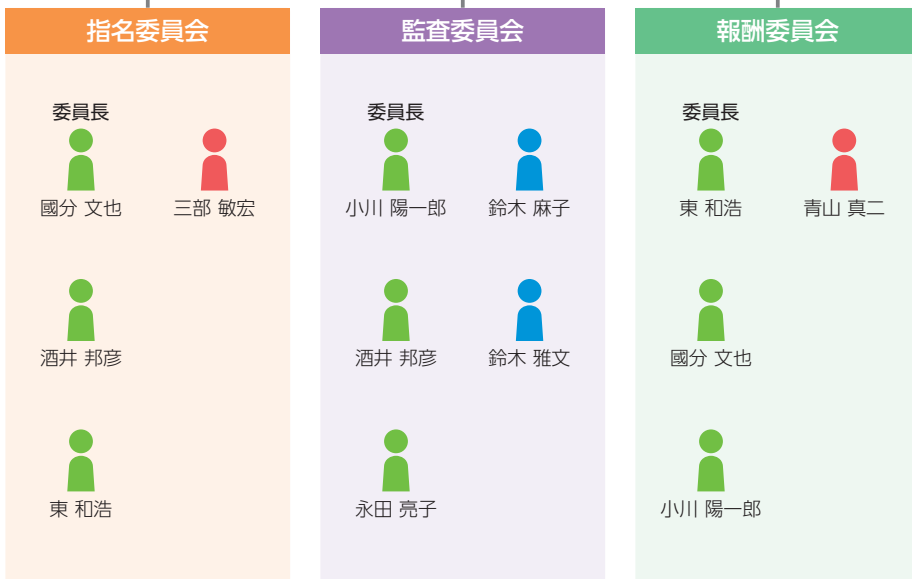 指名委員会
委員長
國分 文也
三部 敏宏
酒井 邦彦
東 和浩
監査委員会
委員長
小川 陽一郎
鈴木 麻子
酒井 邦彦
鈴木 雅文
永田 亮子
報酬委員会
委員長
東 和浩
青山 真二
國分 文也
小川 陽一郎